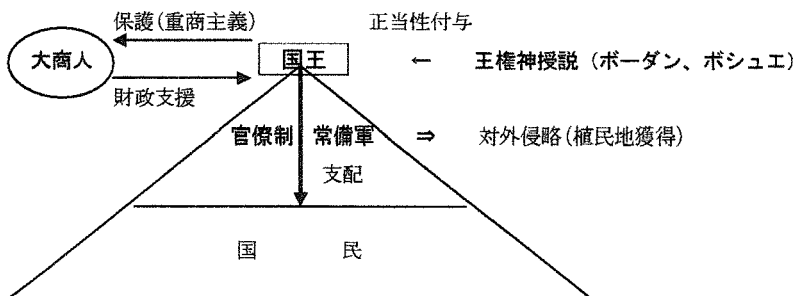 保護(重商主義)
正当性付与
大商人
国王
← 王権神授説(ボーダン、ボシュエ)
財政支援
官僚制 常備軍 ⇒ 対外侵略(植民地獲得)
支配
国 民